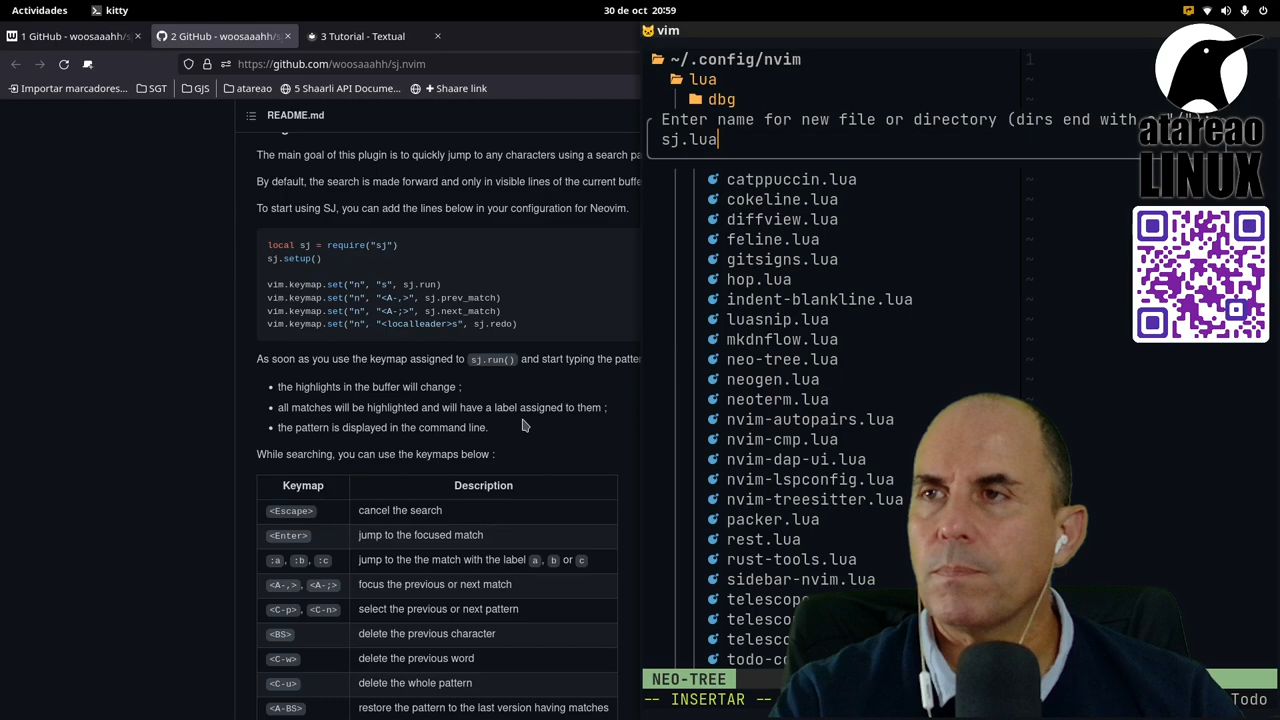 Actividades
kitty
30 de oct 20:59
1 GitHub - woosaaahh/s
2 GitHub - woosaaahh/sj
3 Tutorial - Textual
vim
https://github.com/woosaaahh/sj.nvim
Importar marcadores...
SGT
GJS
atareao
5 Shaarli API Docume...
Shaare link
README.md
The main goal of this plugin is to quickly jump to any characters using a search
By default, the search is made forward and only in visible lines of the current
To start using SJ, you can add the lines below in your configuration for Neovim.
local sj = require("sj")
sj.setup()
vim.keymap.set("n", "s", sj.run)
vim.keymap.set("n", "<A-,>", sj.prev_match)
vim.keymap.set("n", "<A-;>", sj.next_match)
vim.keymap.set("n", "<localleader>s", sj.redo)
As soon as you use the keymap assigned to sj.run() and start typing the
the highlights in the buffer will change ;
all matches will be highlighted and will have a label assigned to them ;
the pattern is displayed in the command line.
While searching, you can use the keymaps below :
Keymap Description
<Escape> cancel the search
<Enter> jump to the focused match
:a, :b, :c jump to the the match with the label a, b or c
<A-,>, <A-;> focus the previous or next match
<C-p>, <C-n> select the previous or next pattern
<BS> delete the previous character
<C-w> delete the previous word
<C-u> delete the whole pattern
<A-BS> restore the pattern to the last version having matches
~/.config/nvim
1
lua
dbg
Enter name for new file or directory (dirs end with
sj.lua
catppuccin.lua
cokeline.lua
diffview.lua
feline.lua
gitsigns.lua
hop.lua
indent-blankline.lua
luasnip.lua
mkdnflow.lua
neo-tree.lua
neogen.lua
neoterm.lua
nvim-autopairs.lua
nvim-cmp.lua
nvim-dap-ui.lua
nvim-lspconfig.lua
nvim-treesitter.lua
packer.lua
rest.lua
rust-tools.lua
sidebar-nvim.lua
telescope
telesco
telesco
todo-co
NEO-TREE
-- INSERTAR --
Todo
atareao
LINUX